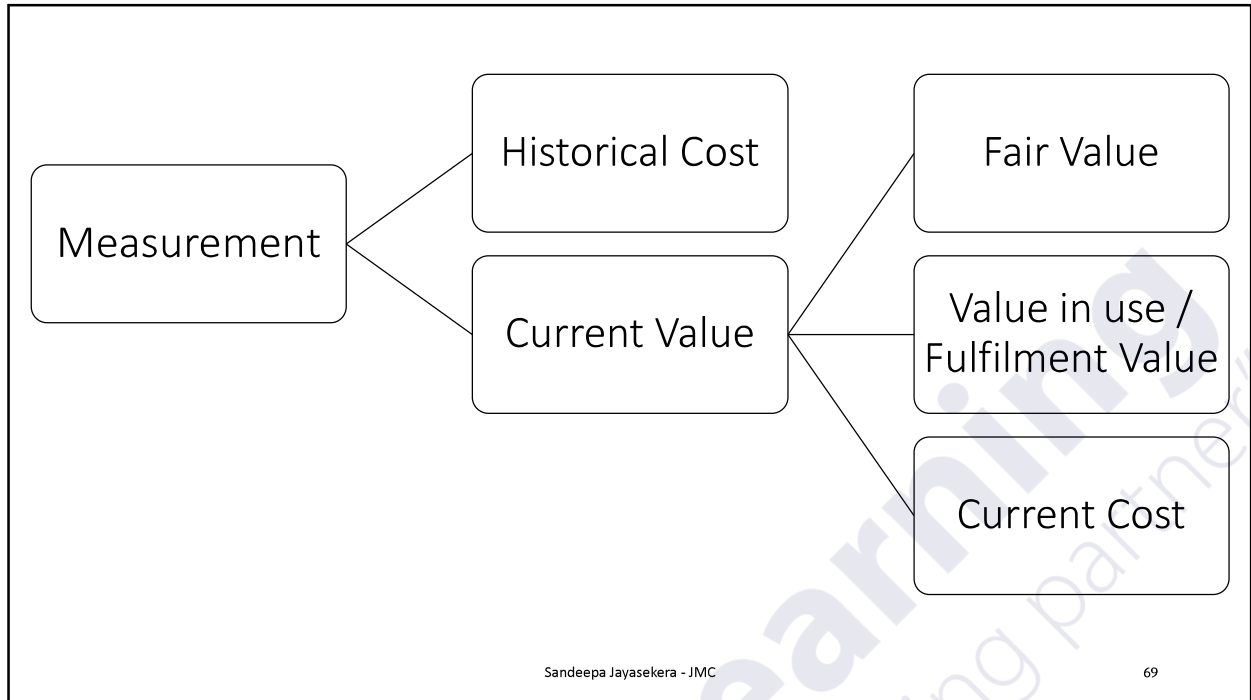 Measurement
Historical Cost
Current Value
Fair Value
Value in use /
Fulfilment Value
Current Cost
Sandeepa Jayasekera - JMC
69